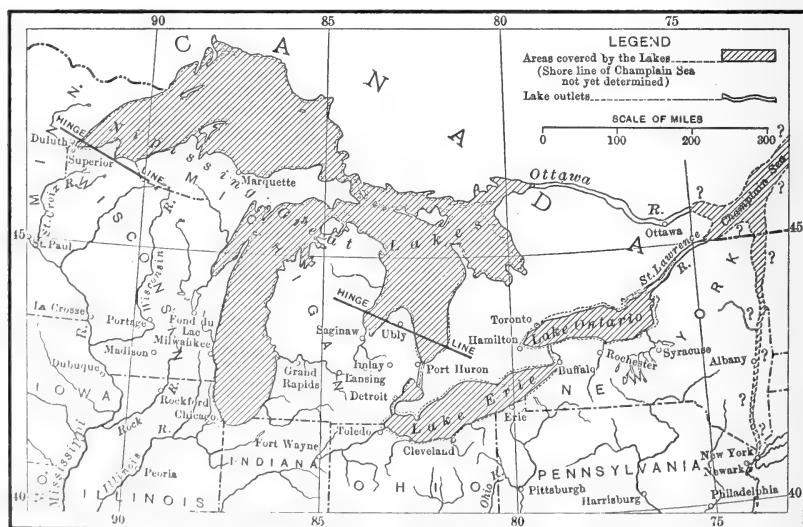 90
85
80
75
C A N A D A
LEGEND
Areas covered by the Lakes
(Shore line of Champlain Sea
not yet determined)
Lake outlets
SCALE OF MILES
0 100 200 300
MINN.
HINGE
LINE
Duluth
Superior
Nipissing Great Lakes
Marquette
Ottawa R.
Ottawa
Champlain Sea
?
?
?
?
?
?
?
?
St. Croix R.
WISCONSIN
MICHIGAN
45
St. Paul
45
St. Lawrence R.
Wisconsin R.
La Crosse
Portage
Fond du
Lac
Milwaukee
Madison
HINGE
LINE
Saginaw
Ubly
Toronto
Hamilton
Lake Ontario
NEW YORK
Rochester
Syracuse
Imlay
Lansing
Grand
Rapids
Port Huron
Detroit
Buffalo
Albany
Dubuque
IOWA
Rockford
Chicago
Lake Erie
Erie
Rock R.
Toledo
Cleveland
Fort Wayne
Mississippi R.
Illinois R.
Peoria
INDIANA
OHIO
Ohio R.
PENNSYLVANIA
New York
Newark
MO.
40
ILLINOIS
Pittsburgh
Harrisburg
Philadelphia
40
90
85
80
75